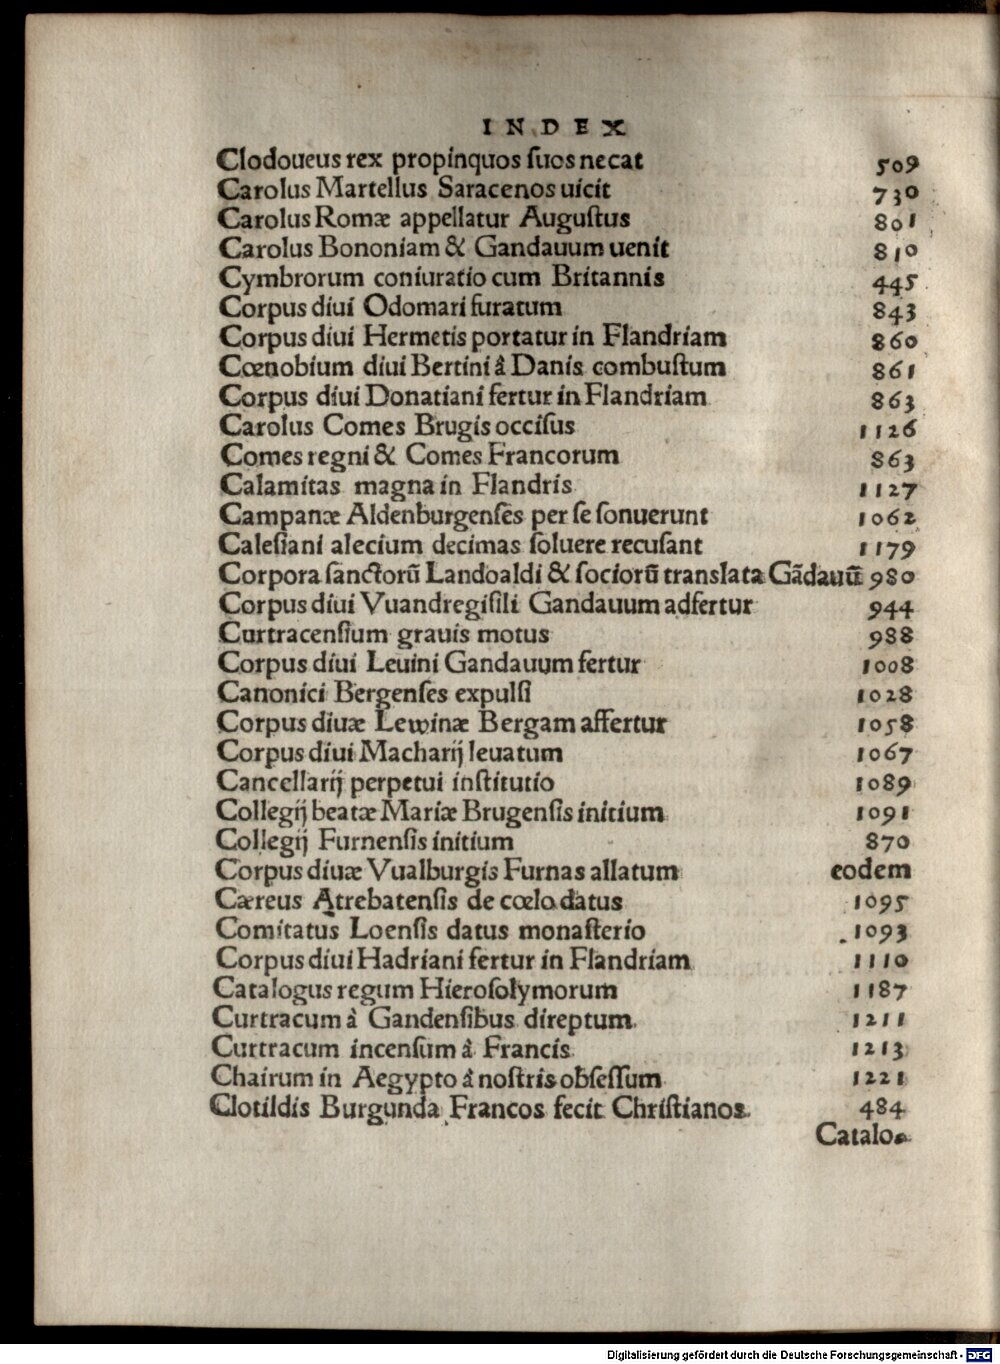 INDEX
Clodoueus rex propinquos ſuos necat 509
Carolus Martellus Saracenos uicit 730
Carolus Romæ appellatur Auguſtus 801
Carolus Bononiam & Gandauum uenit 810
Cymbrorum coniuratio cum Britannis 445
Corpus diui Odomari furatum 843
Corpus diui Hermetis portatur in Flandriam 860
Cœnobium diui Bertini â Danis combuſtum 861
Corpus diui Donatiani fertur in Flandriam 863
Carolus Comes Brugis occiſus 1126
Comes regni & Comes Francorum 863
Calamitas magna in Flandris 1127
Campanæ Aldenburgenſes per ſe ſonuerunt 1062
Caleſiani alecium decimas ſoluere recuſant 1179
Corpora ſanctorū Landoaldi & ſociorū translata Gādauū 980
Corpus diui Vuandregiſili Gandauum adfertur 944
Curtracenſium grauis motus 988
Corpus diui Leuini Gandauum fertur 1008
Canonici Bergenſes expulſi 1028
Corpus diuæ Lewinæ Bergam affertur 1058
Corpus diui Macharij leuatum 1067
Cancellarij perpetui inſtitutio 1089
Collegij beatæ Mariæ Brugenſis initium 1091
Collegij Furnenſis initium 870
Corpus diuæ Vualburgis Furnas allatum eodem
Cæreus Atrebatenſis de cœlo datus 1095
Comitatus Loenſis datus monaſterio 1093
Corpus diui Hadriani fertur in Flandriam 1110
Catalogus regum Hieroſolymorum 1187
Curtracum â Gandenſibus direptum 1211
Curtracum incenſum â Francis 1213
Chairum in Aegypto â noſtris obſeſſum 1221
Clotildis Burgunda Francos fecit Chriſtianos 484
Catalo-
Digitalisierung gefördert durch die Deutsche Forschungsgemeinschaft - DFG